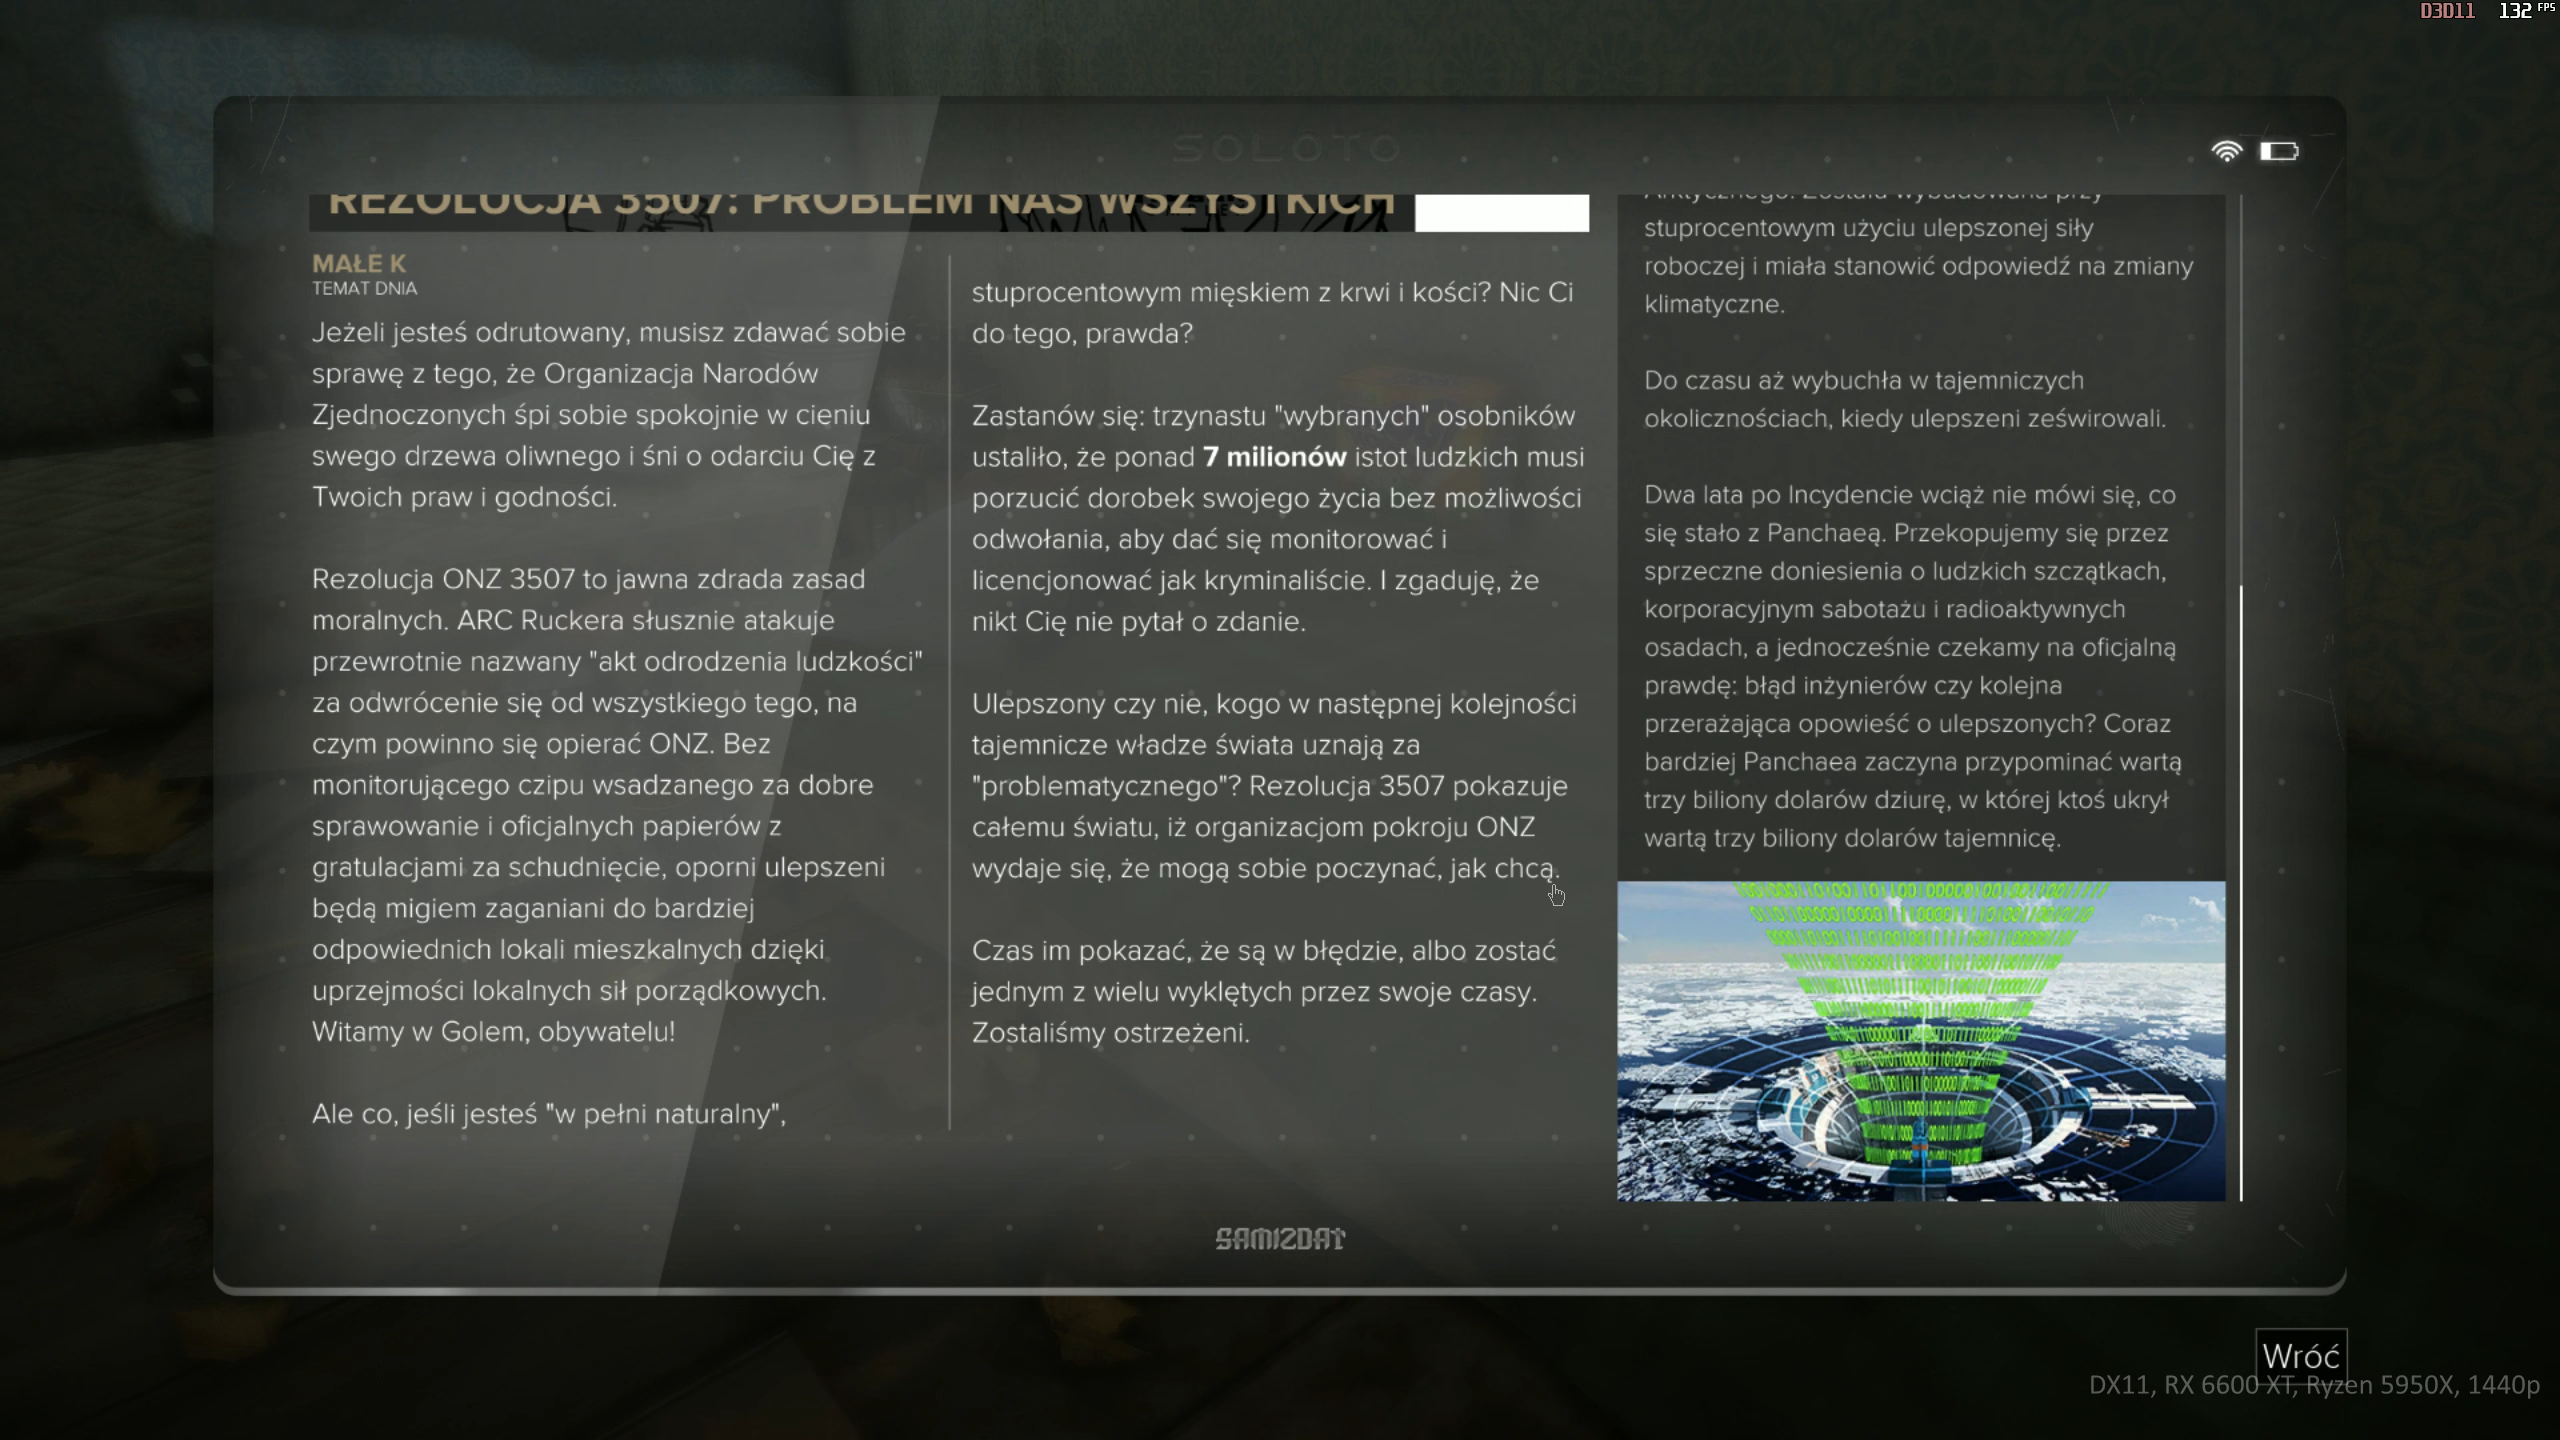 D3D11 132 FPS
SOLOTO
REZOLUCJA 3507: PROBLEM NAS WSZYSTKICH
MAŁE K
TEMAT DNIA
Jeżeli jesteś odrutowany, musisz zdawać sobie
sprawę z tego, że Organizacja Narodów
Zjednoczonych śpi sobie spokojnie w cieniu
swego drzewa oliwnego i śni o odarciu Cię z
Twoich praw i godności.
Rezolucja ONZ 3507 to jawna zdrada zasad
moralnych. ARC Ruckera słusznie atakuje
przewrotnie nazwany "akt odrodzenia ludzkości"
za odwrócenie się od wszystkiego tego, na
czym powinno się opierać ONZ. Bez
monitorującego czipu wsadzanego za dobre
sprawowanie i oficjalnych papierów z
gratulacjami za schudnięcie, oporni ulepszeni
będą migiem zaganiani do bardziej
odpowiednich lokali mieszkalnych dzięki
uprzejmości lokalnych sił porządkowych.
Witamy w Golem, obywatelu!
Ale co, jeśli jesteś "w pełni naturalny",
stuprocentowym mięskiem z krwi i kości? Nic Ci
do tego, prawda?
Zastanów się: trzynastu "wybranych" osobników
ustaliło, że ponad 7 milionów istot ludzkich musi
porzucić dorobek swojego życia bez możliwości
odwołania, aby dać się monitorować i
licencjonować jak kryminaliście. I zgaduję, że
nikt Cię nie pytał o zdanie.
Ulepszony czy nie, kogo w następnej kolejności
tajemnicze władze świata uznają za
"problematycznego"? Rezolucja 3507 pokazuje
całemu światu, iż organizacjom pokroju ONZ
wydaje się, że mogą sobie poczynać, jak chcą.
Czas im pokazać, że są w błędzie, albo zostać
jednym z wielu wyklętych przez swoje czasy.
Zostaliśmy ostrzeżeni.
Arktycznego. Została wybudowana przy
stuprocentowym użyciu ulepszonej siły
roboczej i miała stanowić odpowiedź na zmiany
klimatyczne.
Do czasu aż wybuchła w tajemniczych
okolicznościach, kiedy ulepszeni ześwirowali.
Dwa lata po Incydencie wciąż nie mówi się, co
się stało z Panchaeą. Przekopujemy się przez
sprzeczne doniesienia o ludzkich szczątkach,
korporacyjnym sabotażu i radioaktywnych
osadach, a jednocześnie czekamy na oficjalną
prawdę: błąd inżynierów czy kolejna
przerażająca opowieść o ulepszonych? Coraz
bardziej Panchaea zaczyna przypominać wartą
trzy biliony dolarów dziurę, w której ktoś ukrył
wartą trzy biliony dolarów tajemnicę.
SAMIZDAT
Wróć
DX11, RX 6600 XT, Ryzen 5950X, 1440p